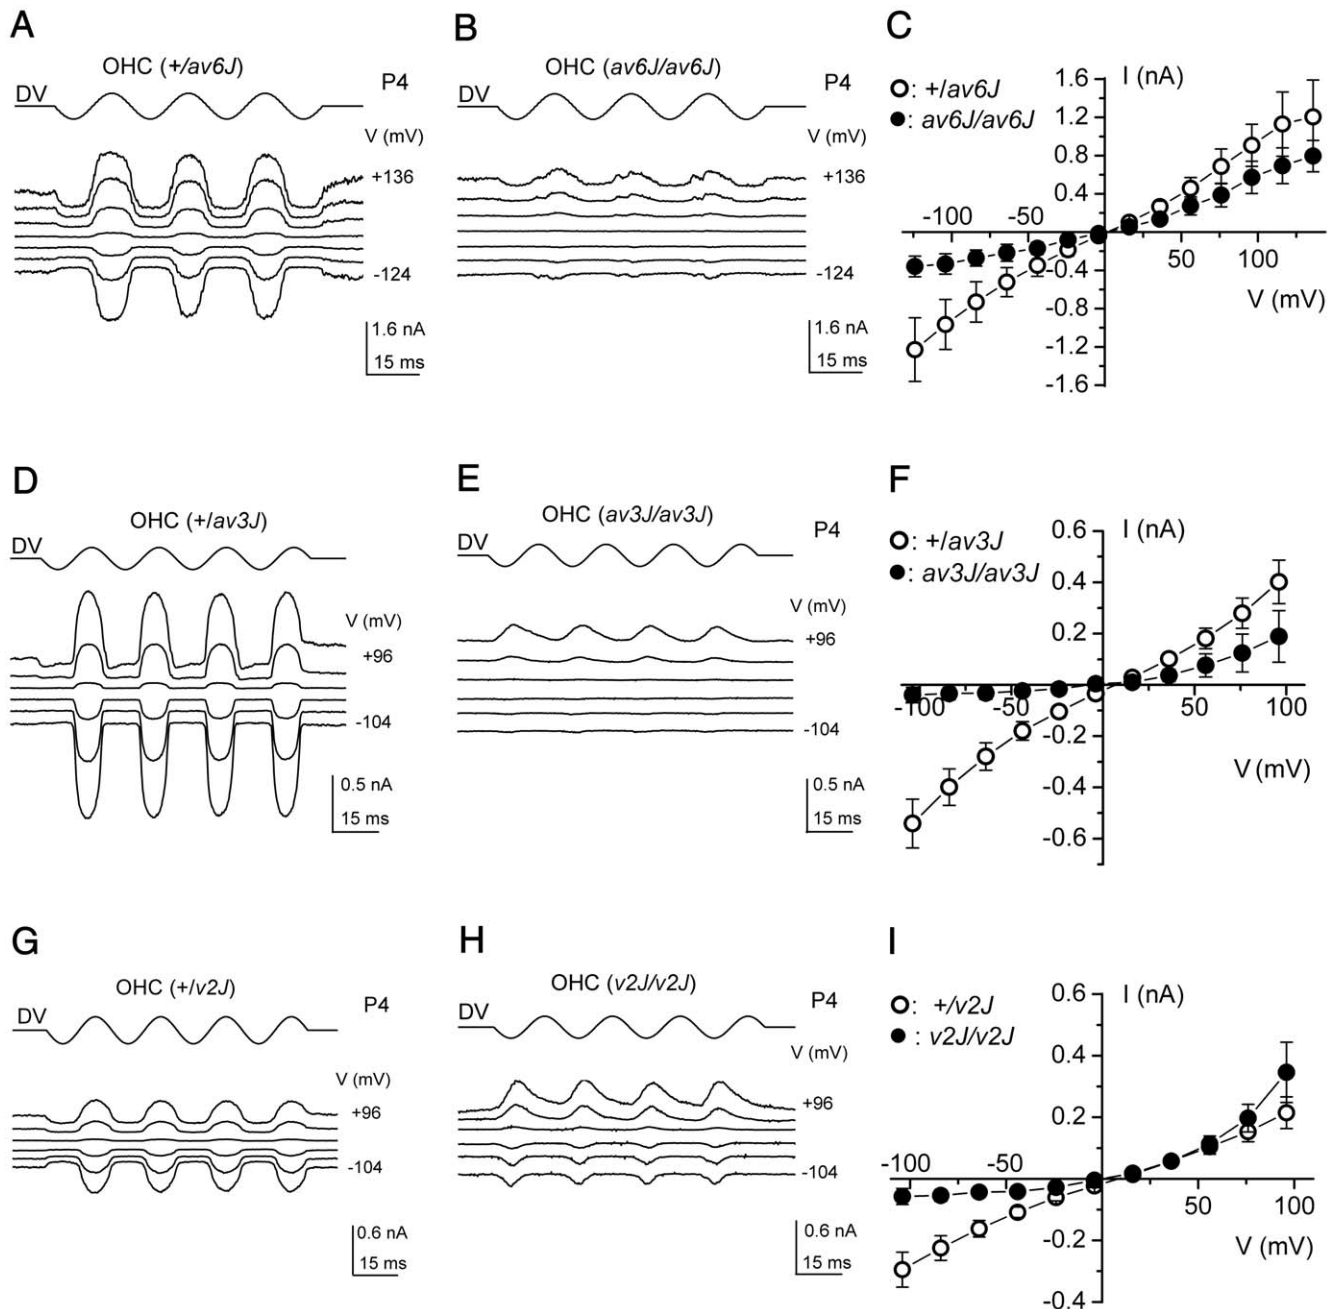 A
OHC (+/av6J)
P4
DV
V (mV)
+136
-124
1.6 nA
15 ms
B
OHC (av6J/av6J)
P4
DV
V (mV)
+136
-124
1.6 nA
15 ms
C
: +/av6J
: av6J/av6J
I (nA)
1.6
1.2
0.8
0.4
-100 -50
50 100
-0.4
-0.8
-1.2
-1.6
V (mV)
D
OHC (+/av3J)
DV
V (mV)
+96
-104
0.5 nA
15 ms
E
OHC (av3J/av3J)
P4
DV
V (mV)
+96
-104
0.5 nA
15 ms
F
: +/av3J
: av3J/av3J
I (nA)
0.6
0.4
0.2
-100 -50
50 100
-0.2
-0.4
-0.6
V (mV)
G
OHC (+/v2J)
P4
DV
V (mV)
+96
-104
0.6 nA
15 ms
H
OHC (v2J/v2J)
P4
DV
V (mV)
+96
-104
0.6 nA
15 ms
I
: +/v2J
: v2J/v2J
I (nA)
0.6
0.4
0.2
-100 -50
50 100
-0.2
-0.4
V (mV)